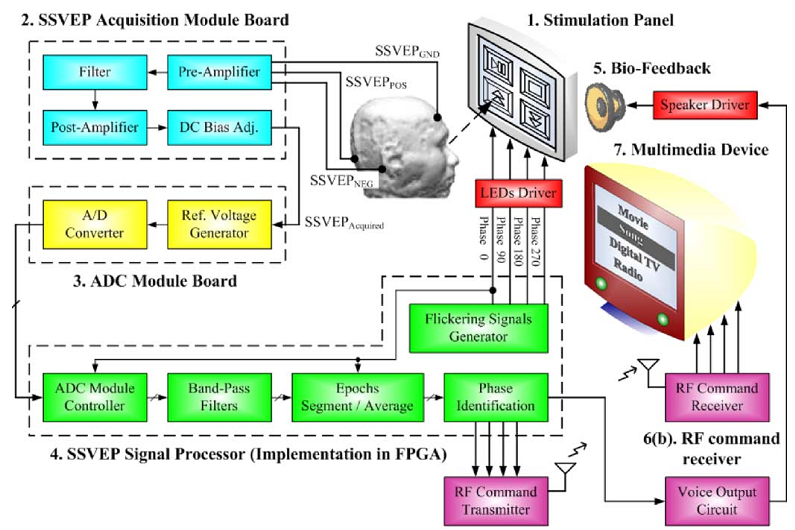 2. SSVEP Acquisition Module Board
1. Stimulation Panel
SSVEP_GND
5. Bio-Feedback
Filter
Pre-Amplifier
SSVEP_POS
Speaker Driver
Post-Amplifier
DC Bias Adj.
7. Multimedia Device
SSVEP_NEG
LEDs Driver
A/D
Converter
Ref. Voltage
Generator
SSVEP_Acquired
Phase 0
Phase 90
Phase 180
Phase 270
Movie
Song
Digital TV
Radio
3. ADC Module Board
Flickering Signals
Generator
ADC Module
Controller
Band-Pass
Filters
Epochs
Segment / Average
Phase
Identification
RF Command
Receiver
4. SSVEP Signal Processor (Implementation in FPGA)
6(b). RF command
receiver
RF Command
Transmitter
Voice Output
Circuit